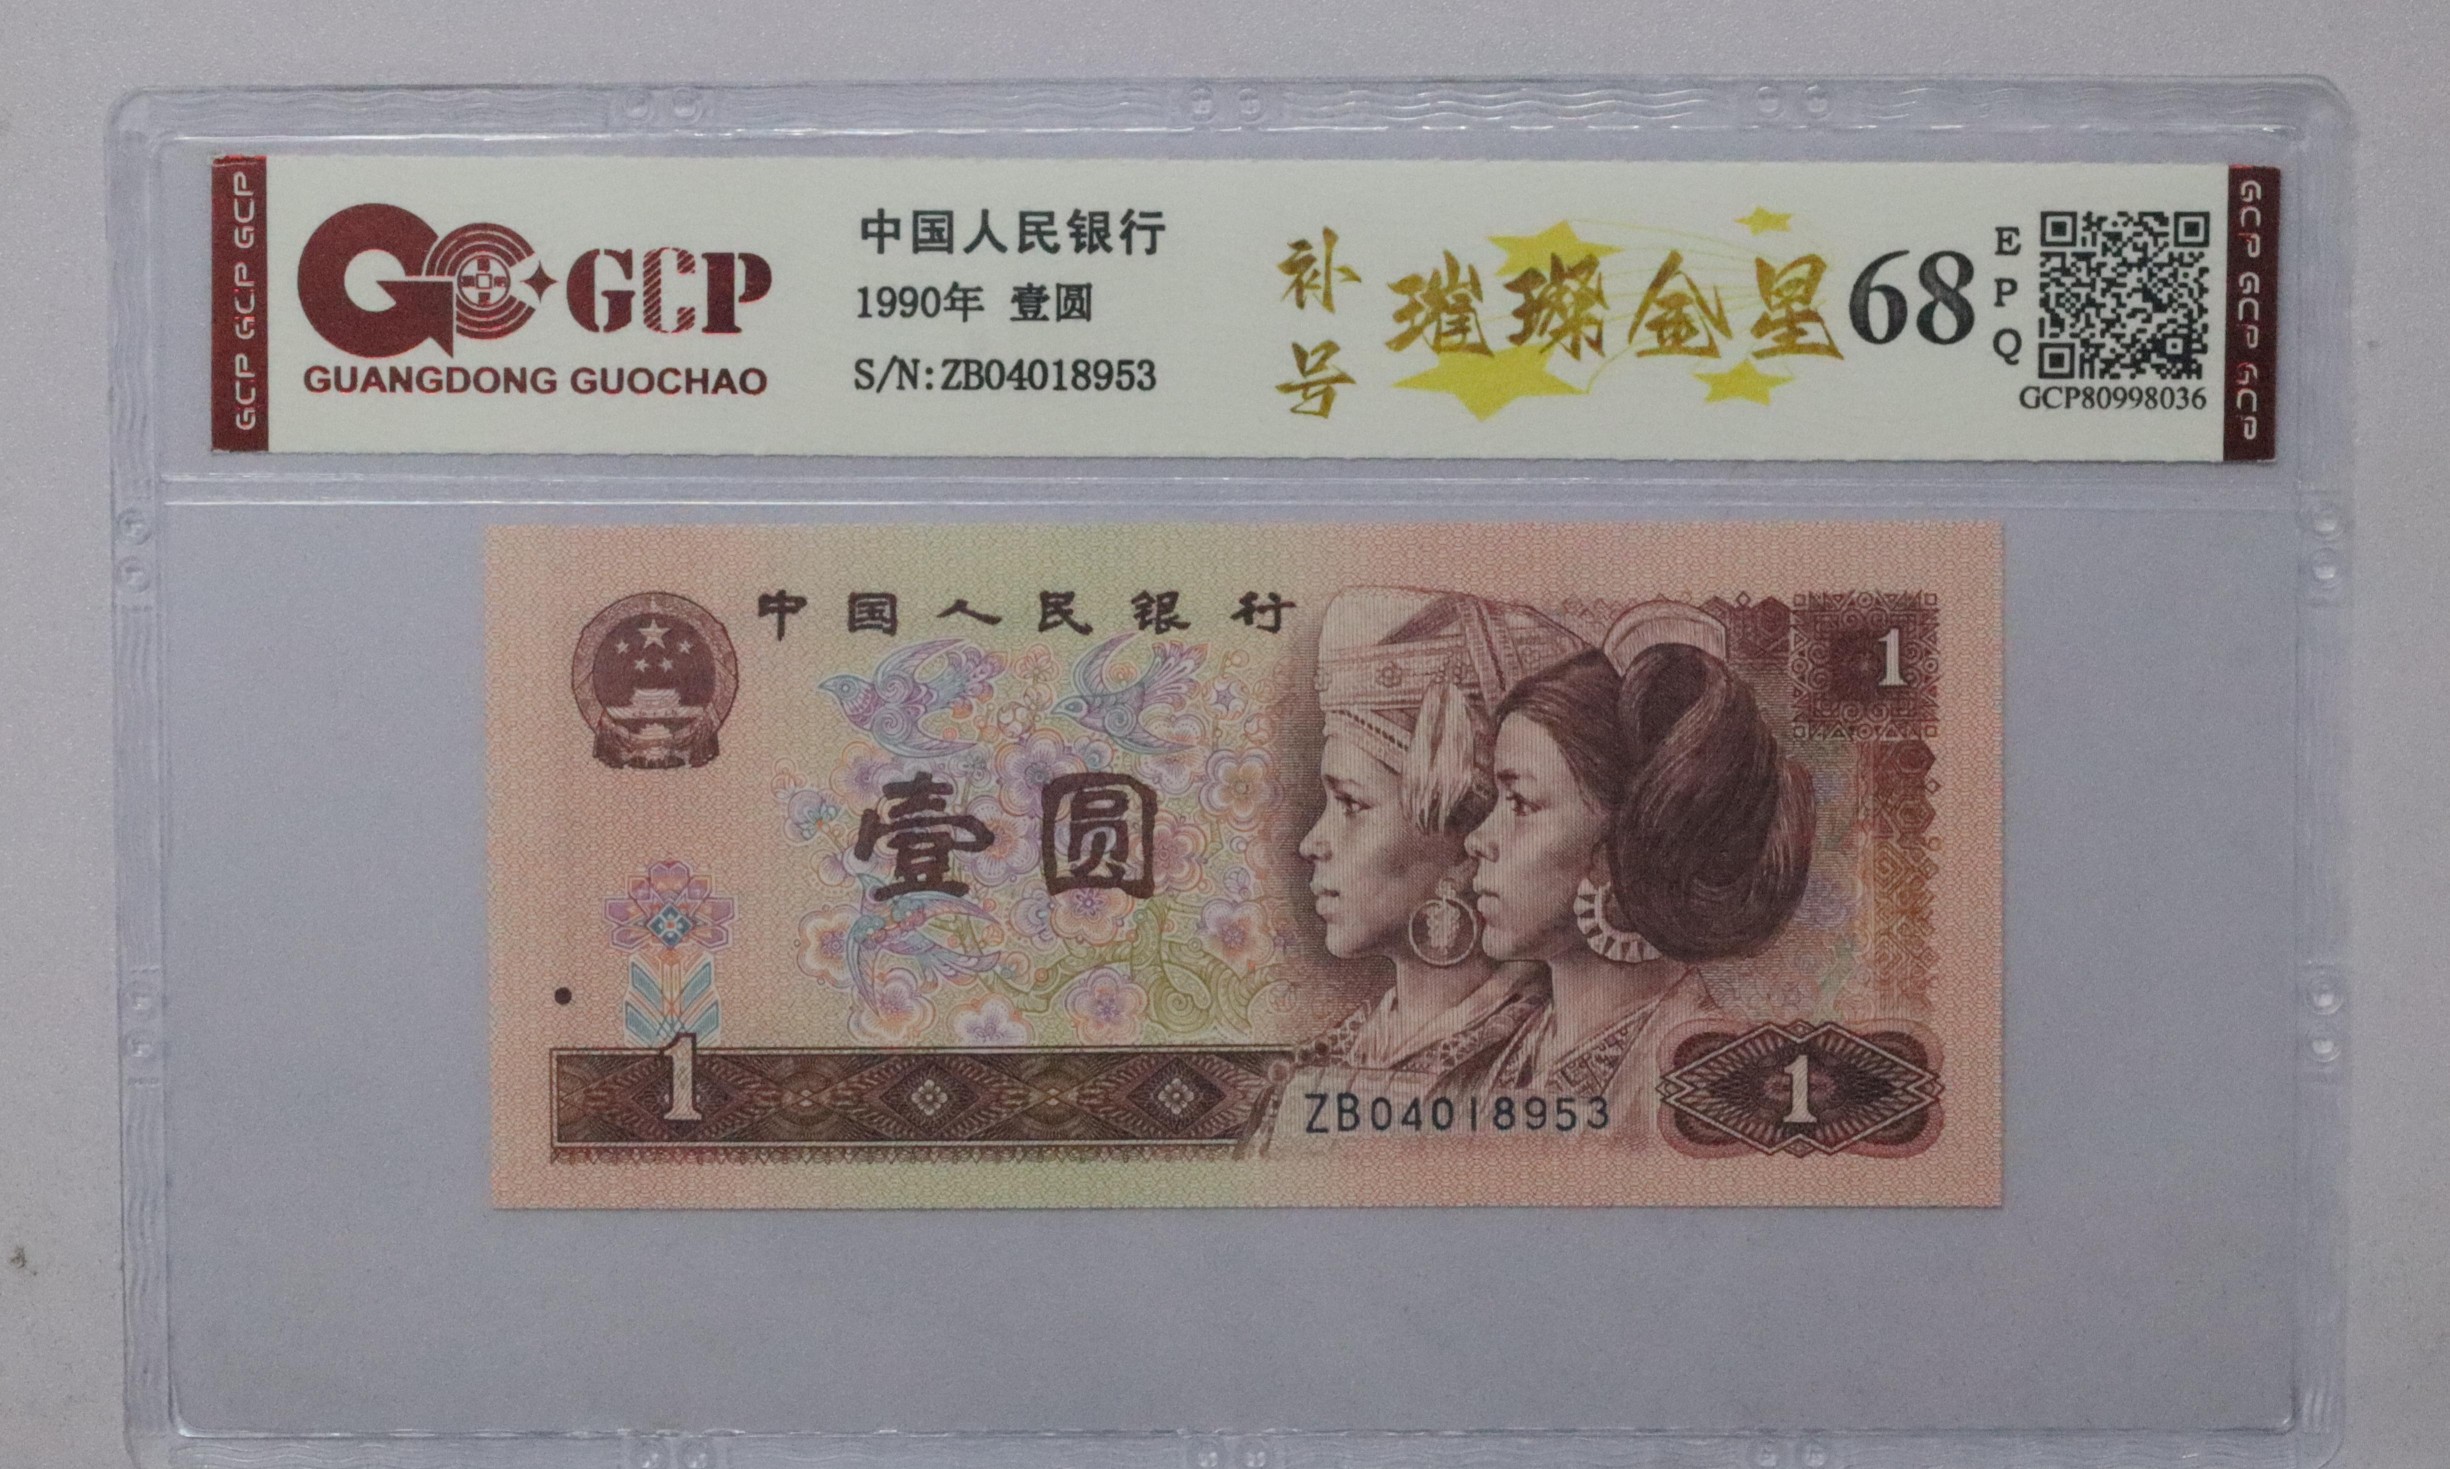 GCP GCP GCP
GCP
GUANGDONG GUOCHAO
中国人民银行
1990年 壹圆
S/N:ZB04018953
补号
璀璨金星
68
EPQ
GCP80998036
GCP GCP GCP
中国人民银行
1
壹圆
1
ZB04018953
1